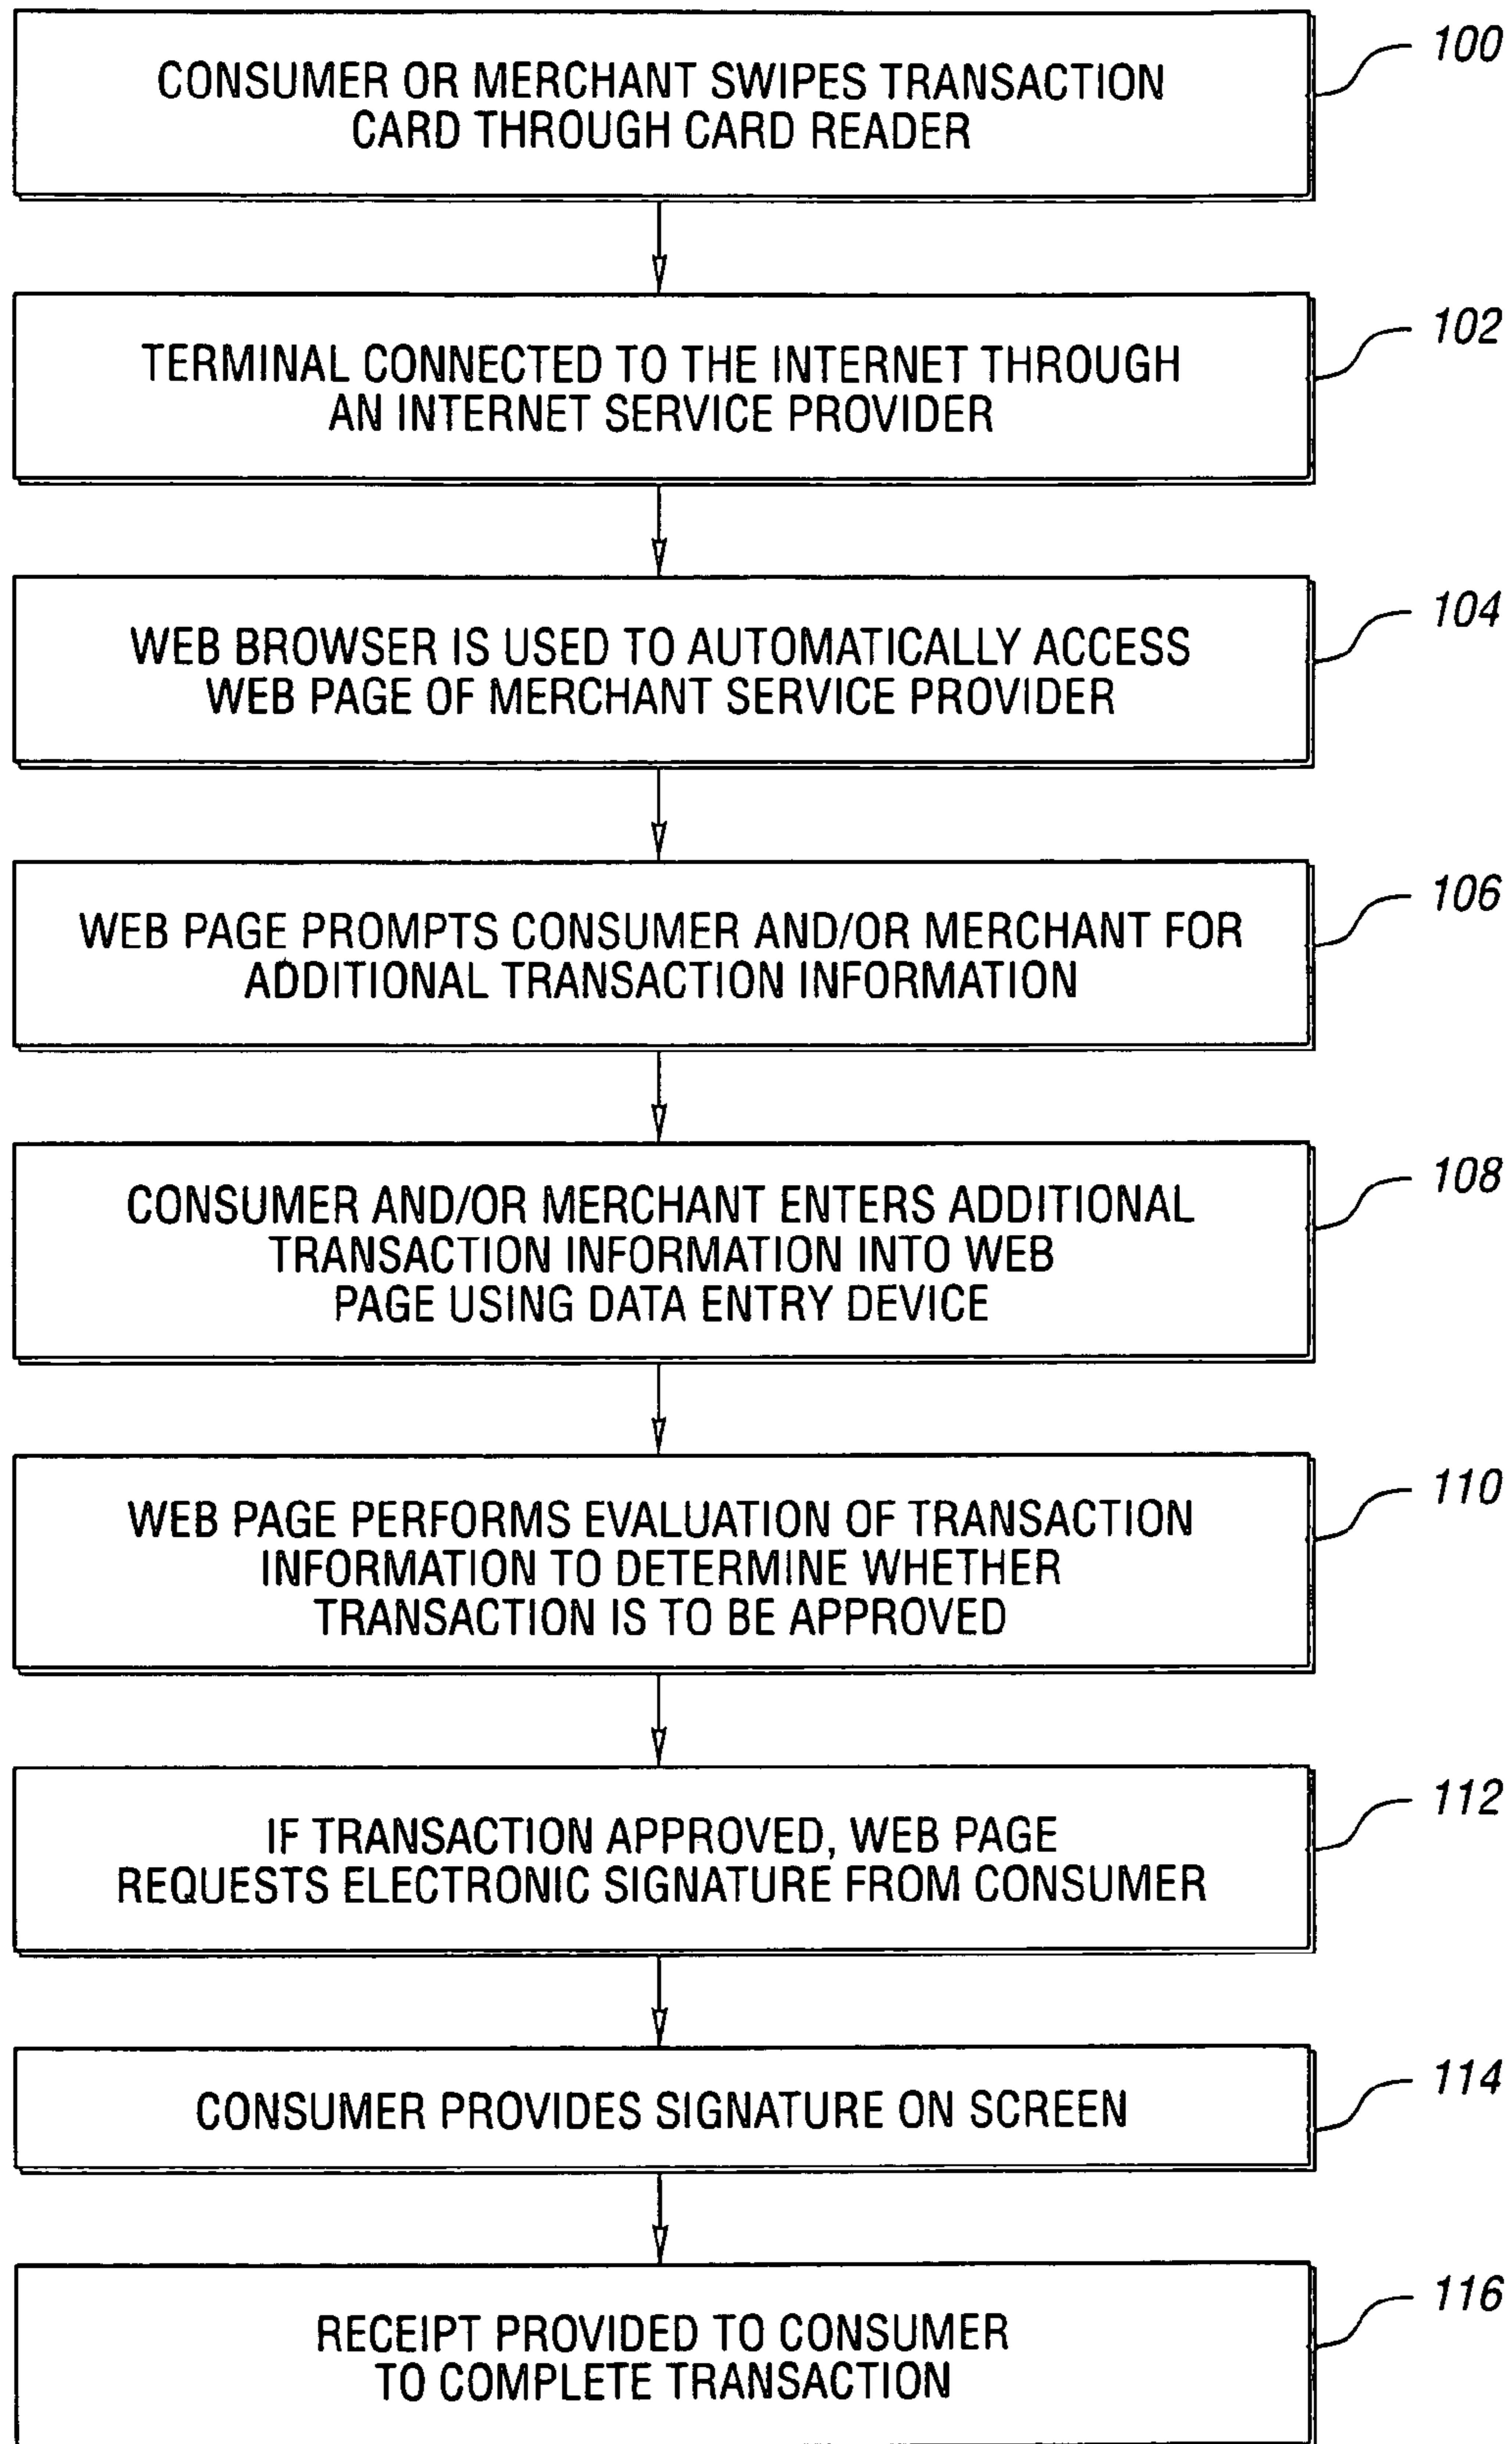 CONSUMER OR MERCHANT SWIPES TRANSACTION
CARD THROUGH CARD READER
100
TERMINAL CONNECTED TO THE INTERNET THROUGH
AN INTERNET SERVICE PROVIDER
102
WEB BROWSER IS USED TO AUTOMATICALLY ACCESS
WEB PAGE OF MERCHANT SERVICE PROVIDER
104
WEB PAGE PROMPTS CONSUMER AND/OR MERCHANT FOR
ADDITIONAL TRANSACTION INFORMATION
106
CONSUMER AND/OR MERCHANT ENTERS ADDITIONAL
TRANSACTION INFORMATION INTO WEB
PAGE USING DATA ENTRY DEVICE
108
WEB PAGE PERFORMS EVALUATION OF TRANSACTION
INFORMATION TO DETERMINE WHETHER
TRANSACTION IS TO BE APPROVED
110
IF TRANSACTION APPROVED, WEB PAGE
REQUESTS ELECTRONIC SIGNATURE FROM CONSUMER
112
CONSUMER PROVIDES SIGNATURE ON SCREEN
114
RECEIPT PROVIDED TO CONSUMER
TO COMPLETE TRANSACTION
116